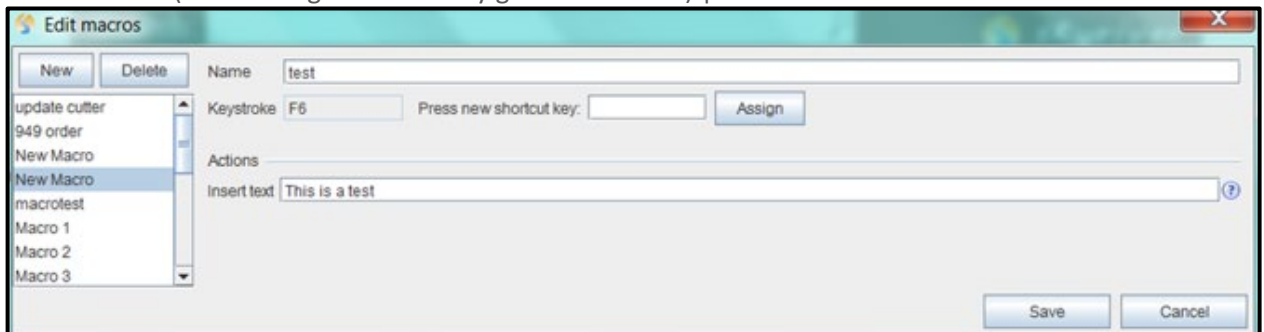 Edit macros
X
New Delete Name test
update cutter Keystroke F6 Press new shortcut key: Assign
949 order
New Macro Actions
New Macro Insert text This is a test ?
macrotest
Macro 1
Macro 2
Macro 3
Save Cancel